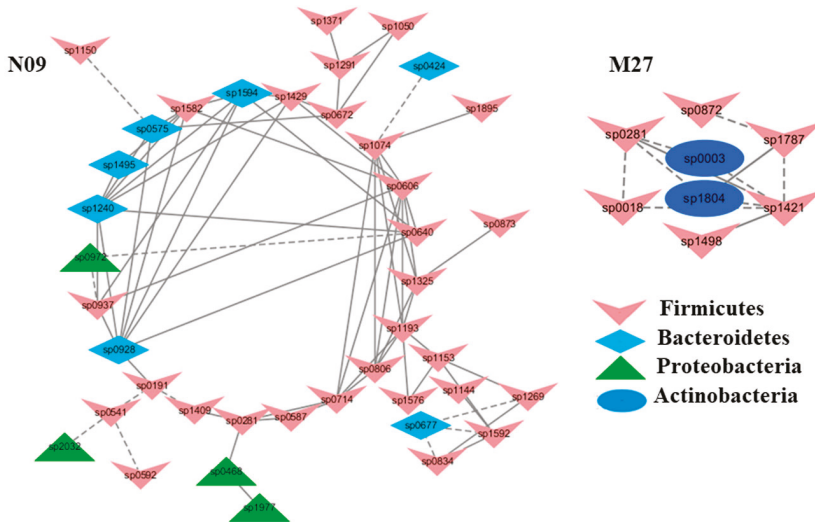 N09
M27
sp1371
sp1050
sp1150
sp1291
sp0424
sp1594
sp1429
sp1582
sp0672
sp1895
sp0575
sp1074
sp1495
sp0606
sp1240
sp0640
sp0873
sp0972
sp1325
sp0937
sp1193
sp0928
sp1153
sp0806
sp0191
sp1144
sp1269
sp0714
sp1576
sp0541
sp1409
sp0281
sp0587
sp0677
sp1592
sp2032
sp0834
sp0592
sp0468
sp1977
sp0872
sp0281
sp1787
sp0003
sp1804
sp0018
sp1421
sp1498
Firmicutes
Bacteroidetes
Proteobacteria
Actinobacteria